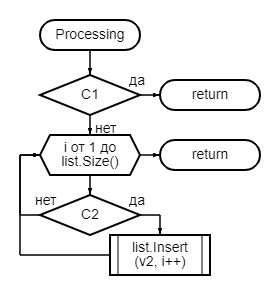 Processing
да
C1
return
нет
i от 1 до
list.Size()
return
нет
да
C2
list.Insert
(v2, i++)